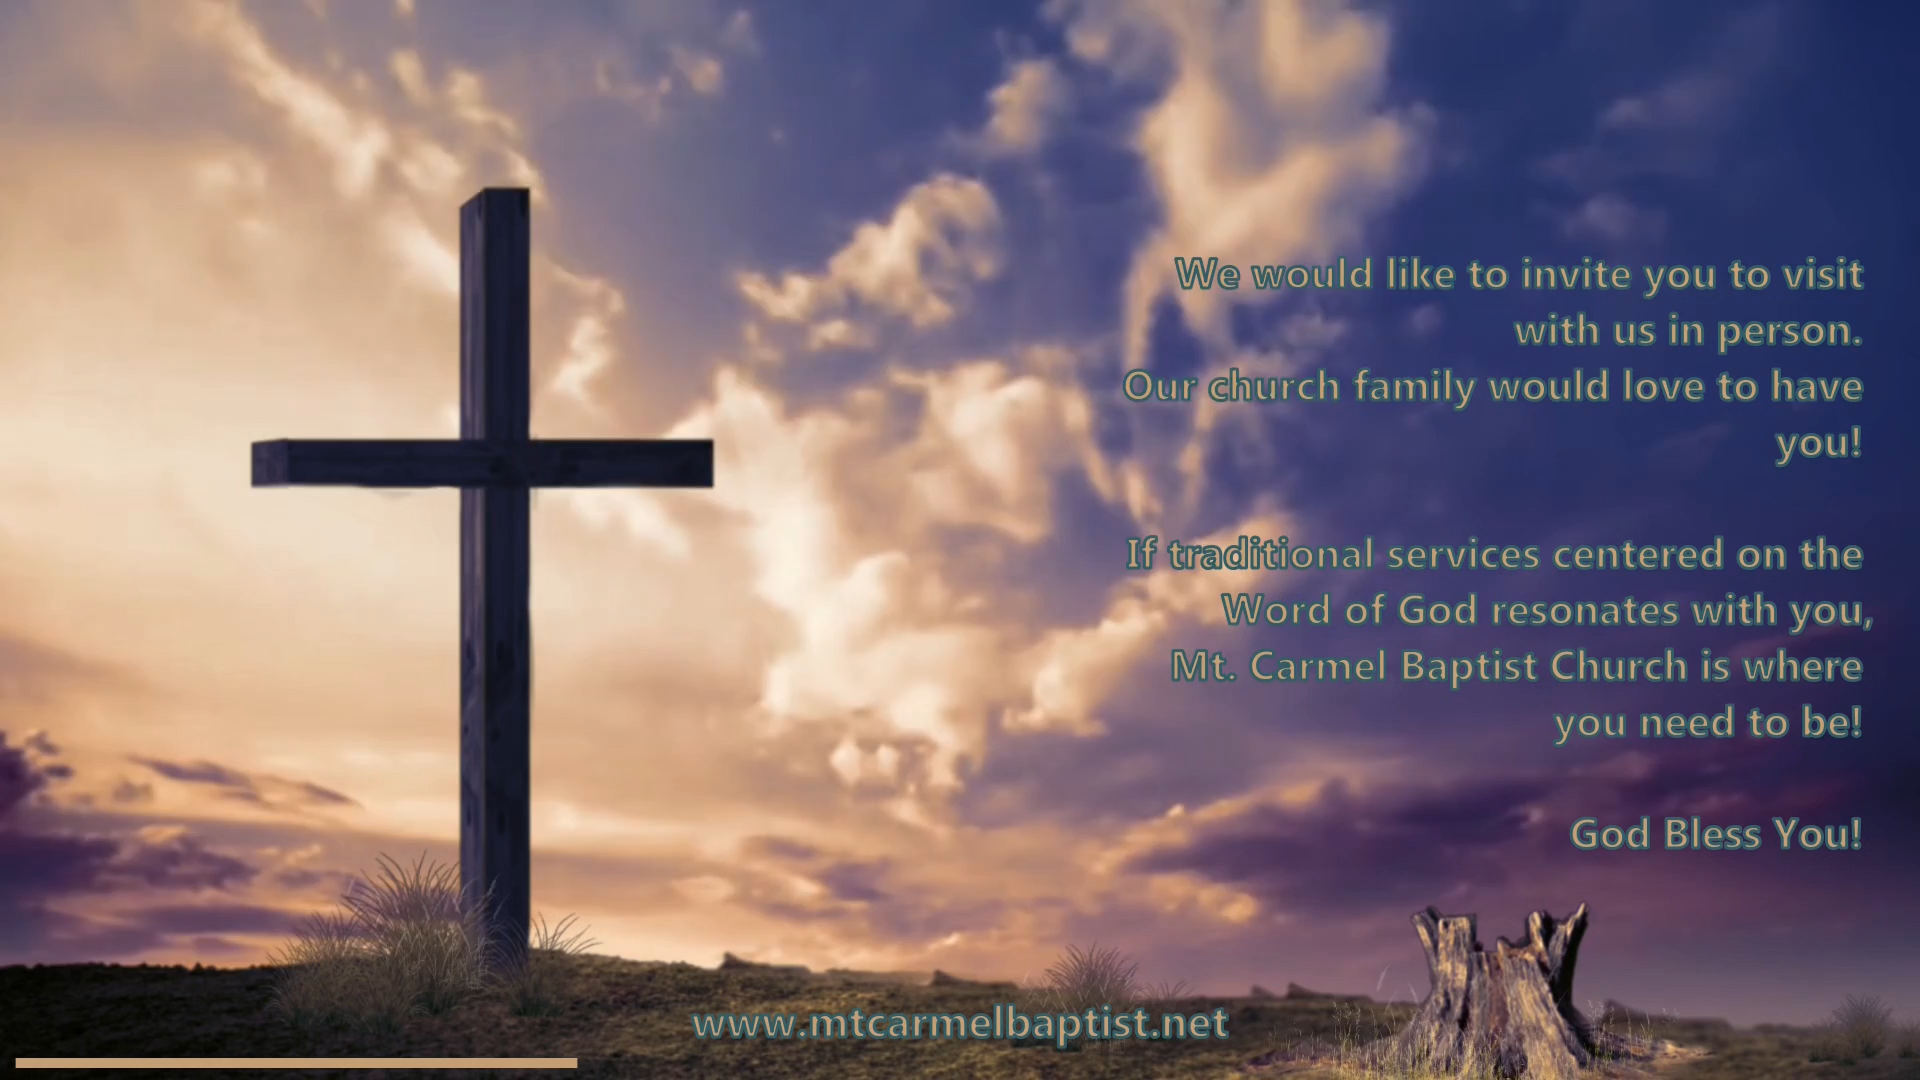 We would like to invite you to visit
with us in person.
Our church family would love to have
you!
If traditional services centered on the
Word of God resonates with you,
Mt. Carmel Baptist Church is where
you need to be!
God Bless You!
www.mtcarmelbaptist.net